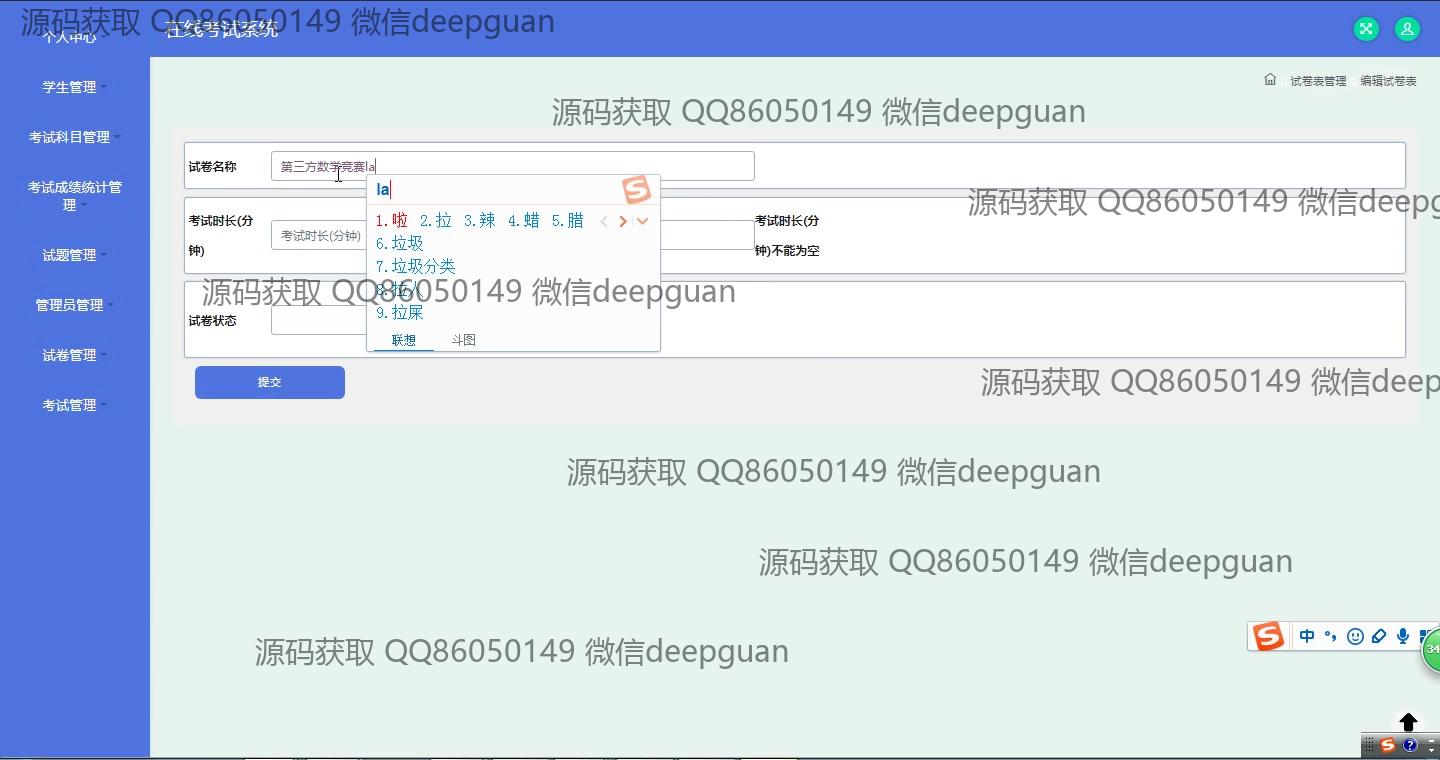 源码获取 QQ86050149 微信deepguan
个人中心
在线考试系统
学生管理
考试科目管理
考试成绩统计管
理
试题管理
管理员管理
试卷管理
考试管理
试卷表管理 编辑试卷表
源码获取 QQ86050149 微信deepguan
试卷名称
第三方数学竞赛la
la
1.啦 2.拉 3.辣 4.蜡 5.腊
6.垃圾
7.垃圾分类
8.拉人
9.拉屎
联想 斗图
源码获取 QQ86050149 微信deepg
考试时长(分
钟)
考试时长(分钟)
考试时长(分
钟)不能为空
源码获取 QQ86050149 微信deepguan
试卷状态
提交
源码获取 QQ86050149 微信deep
源码获取 QQ86050149 微信deepguan
源码获取 QQ86050149 微信deepguan
源码获取 QQ86050149 微信deepguan
中
34